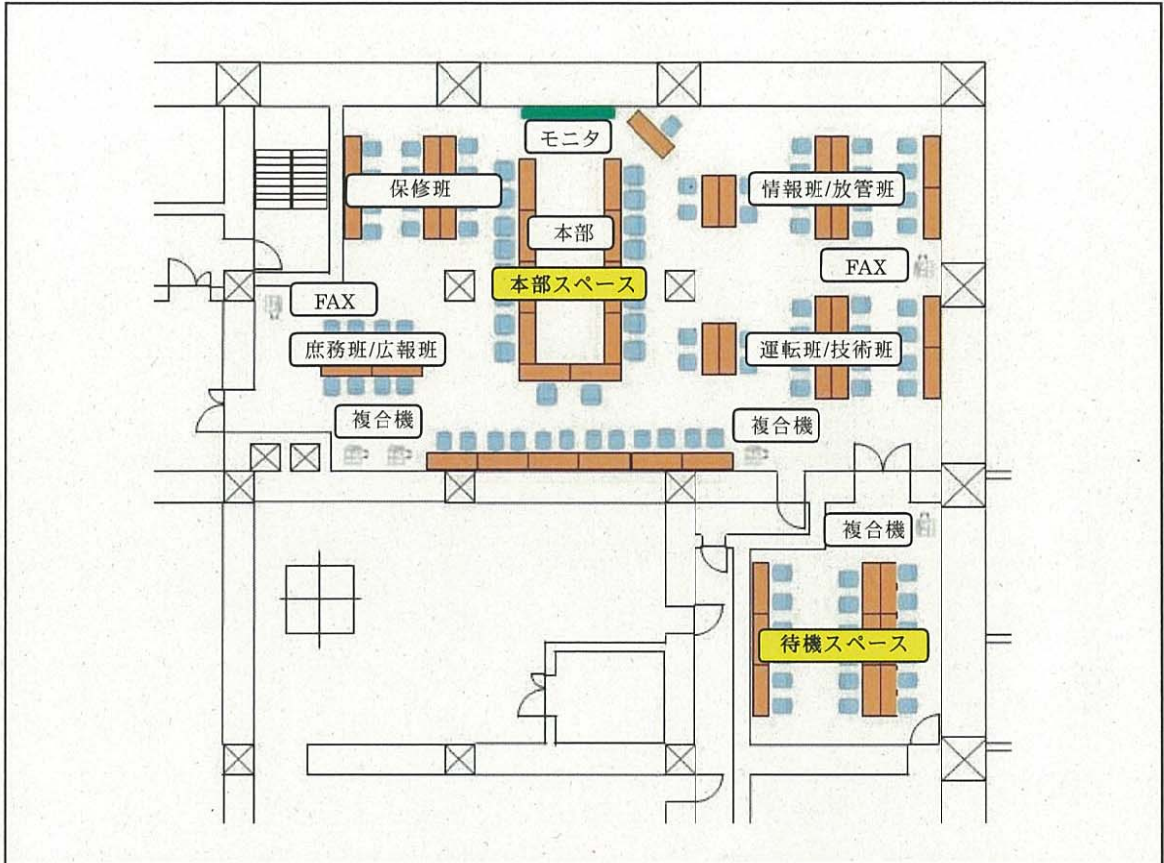 モニタ
保修班
情報班/放管班
本部
FAX
本部スペース
FAX
庶務班/広報班
運転班/技術班
複合機
複合機
複合機
待機スペース